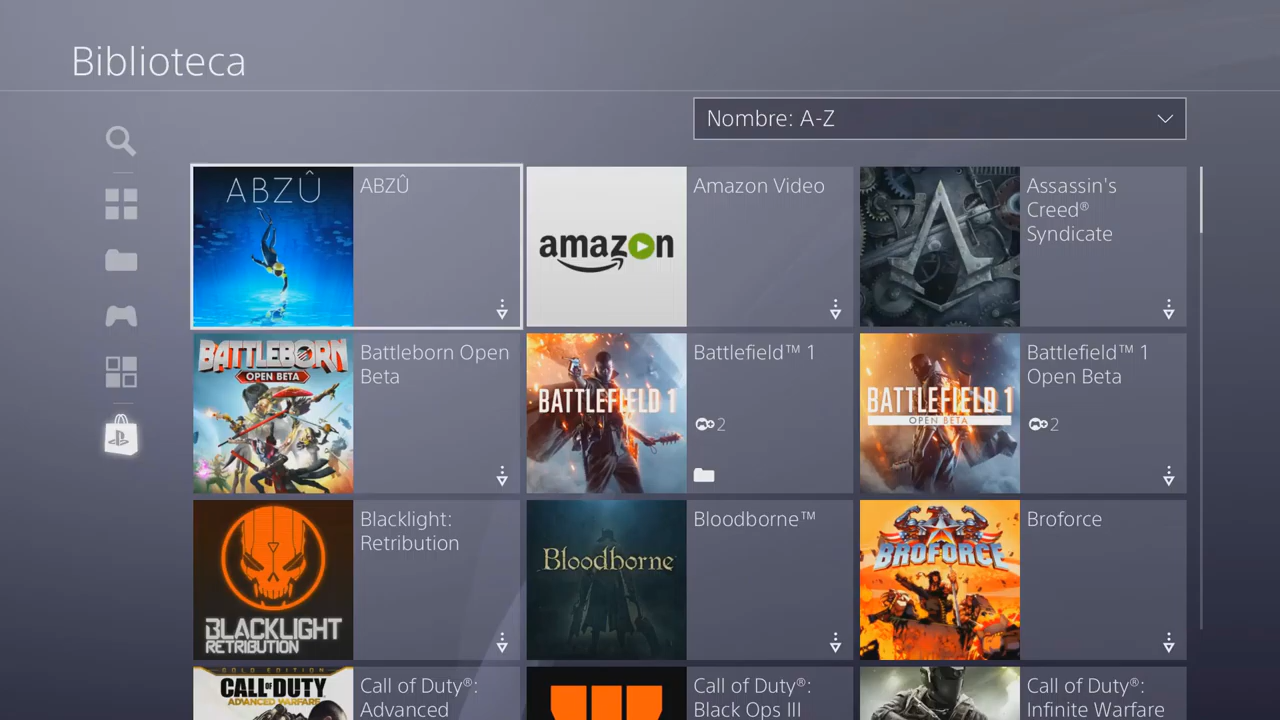 Biblioteca
Nombre: A-Z
ABZÛ
ABZÛ
amazon
Amazon Video
Assassin's
Creed®
Syndicate
BATTLEBORN
OPEN BETA
Battleborn Open
Beta
BATTLEFIELD 1
Battlefield™ 1
2
BATTLEFIELD 1
OPEN BETA
Battlefield™ 1
Open Beta
2
BLACKLIGHT
RETRIBUTION
Blacklight:
Retribution
Bloodborne
Bloodborne™
BROFORCE
Broforce
GOLD EDITION
CALL OF DUTY
ADVANCED WARFARE
Call of Duty®:
Advanced
Call of Duty®:
Black Ops III
Call of Duty®:
Infinite Warfare